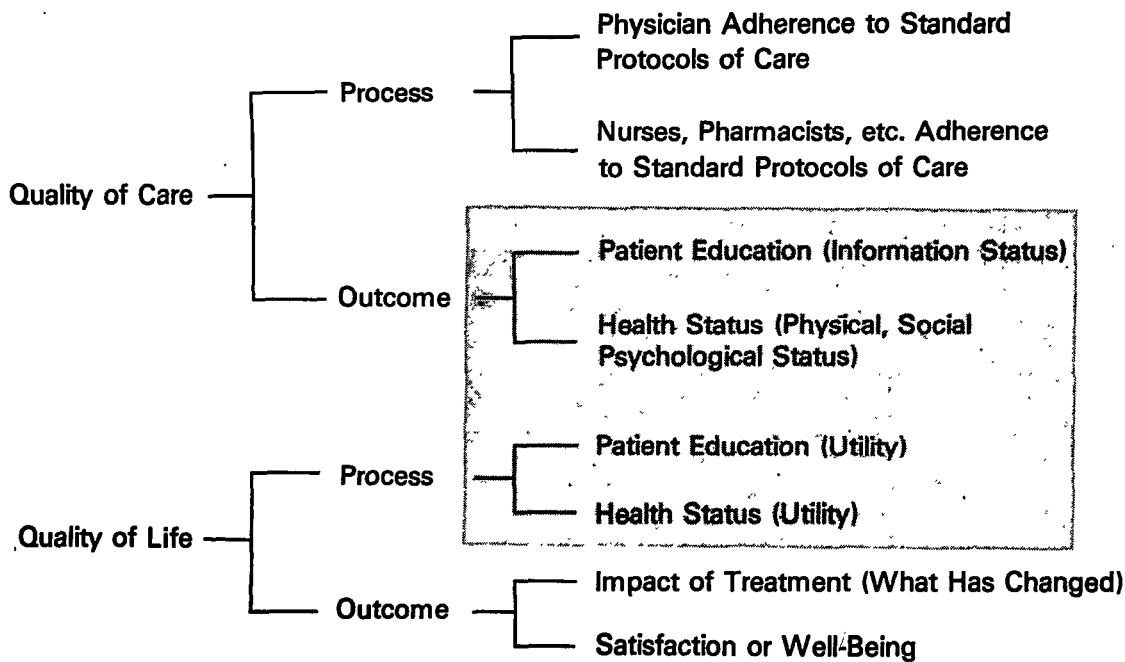 Physician Adherence to Standard
Protocols of Care
Process
Nurses, Pharmacists, etc. Adherence
to Standard Protocols of Care
Quality of Care
Patient Education (Information Status)
Outcome
Health Status (Physical, Social
Psychological Status)
Patient Education (Utility)
Process
Health Status (Utility)
Quality of Life
Impact of Treatment (What Has Changed)
Outcome
Satisfaction or Well-Being